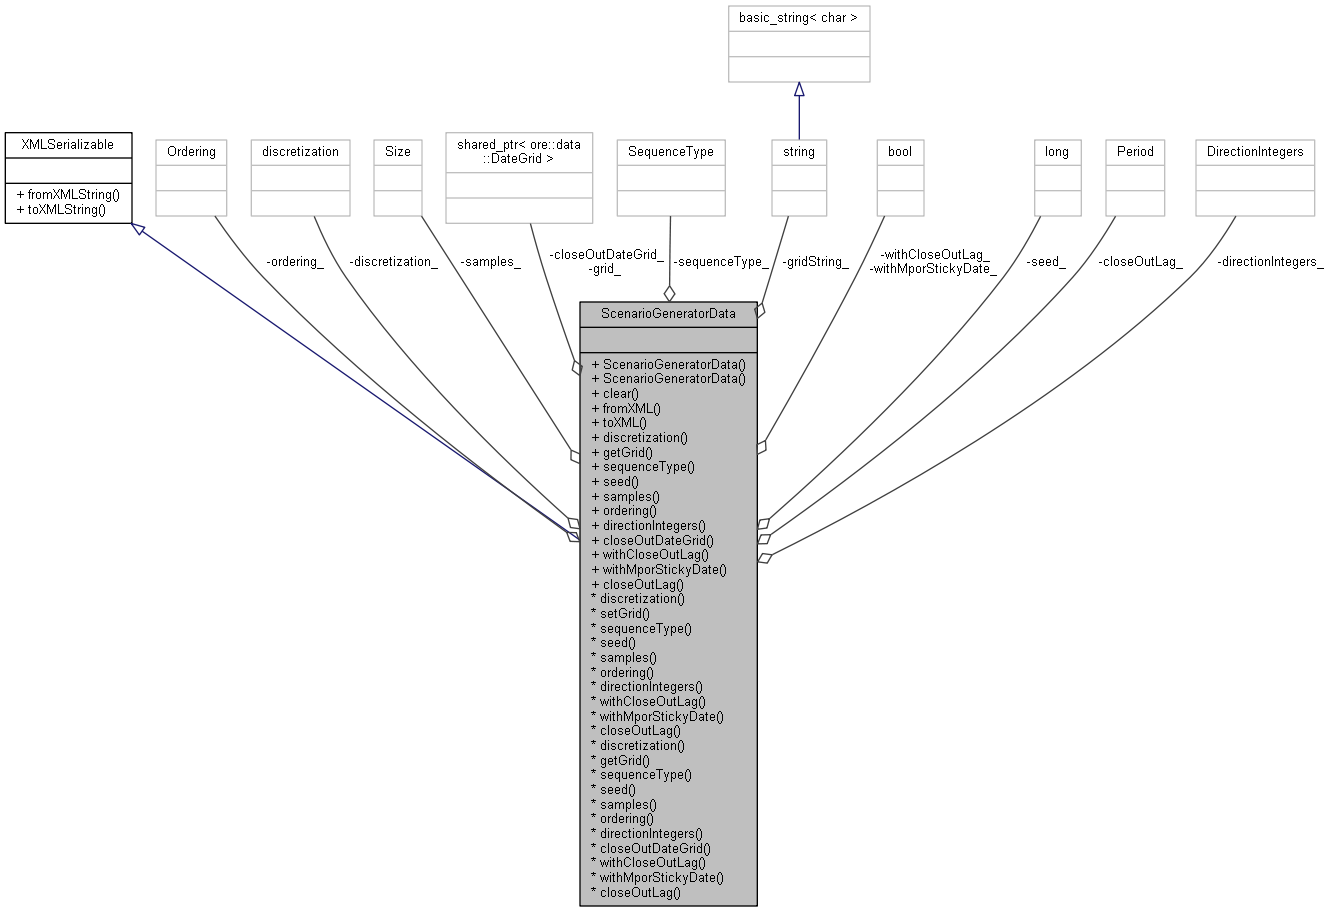 basic_string< char >
XMLSerializable
+ fromXMLString()
+ toXMLString()
Ordering
discretization
Size
shared_ptr< ore::data
::DateGrid >
SequenceType
string
bool
long
Period
DirectionIntegers
-ordering_
-discretization_
-samples_
-closeOutDateGrid_
-grid_
-sequenceType_
-gridString_
-withCloseOutLag_
-withMporStickyDate_
-seed_
-closeOutLag_
-directionIntegers_
ScenarioGeneratorData
+ ScenarioGeneratorData()
+ ScenarioGeneratorData()
+ clear()
+ fromXML()
+ toXML()
+ discretization()
+ getGrid()
+ sequenceType()
+ seed()
+ samples()
+ ordering()
+ directionIntegers()
+ closeOutDateGrid()
+ withCloseOutLag()
+ withMporStickyDate()
+ closeOutLag()
* discretization()
* setGrid()
* sequenceType()
* seed()
* samples()
* ordering()
* directionIntegers()
* withCloseOutLag()
* withMporStickyDate()
* closeOutLag()
* discretization()
* getGrid()
* sequenceType()
* seed()
* samples()
* ordering()
* directionIntegers()
* closeOutDateGrid()
* withCloseOutLag()
* withMporStickyDate()
* closeOutLag()